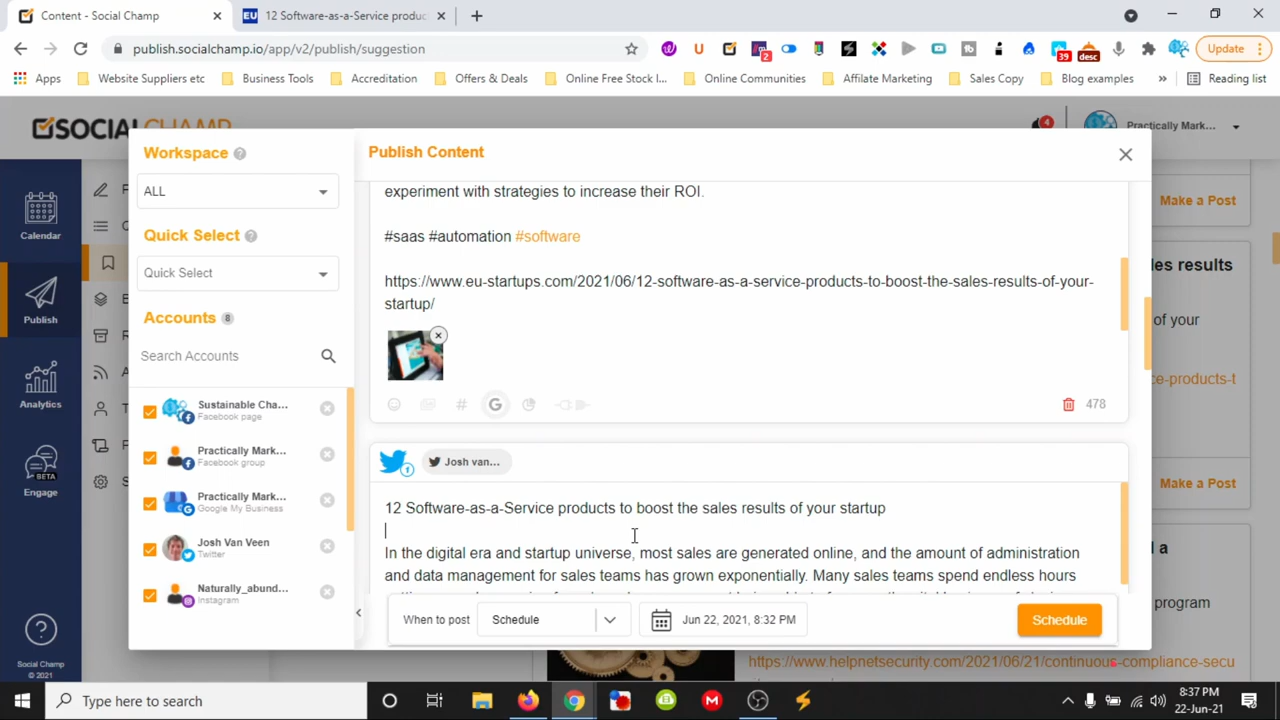 Content - Social Champ
EU 12 Software-as-a-Service produc
publish.socialchamp.io/app/v2/publish/suggestion
2
39
desc
Update
Apps
Website Suppliers etc
Business Tools
Accreditation
Offers & Deals
Online Free Stock I...
Online Communities
Affilate Marketing
Sales Copy
Blog examples
»
Reading list
SOCIAL
4
Practically Mark...
Calendar
Publish
Analytics
BETA
Engage
Social Champ
© 2021
Workspace
ALL
Quick Select
Quick Select
Accounts 8
Search Accounts
Sustainable Cha...
Facebook page
Practically Mark...
Facebook group
Practically Mark...
Google My Business
Josh Van Veen
Twitter
Naturally_abund...
Instagram
Publish Content
experiment with strategies to increase their ROI.
#saas #automation #software
https://www.eu-startups.com/2021/06/12-software-as-a-service-products-to-boost-the-sales-results-of-your-
startup/
478
Josh van...
12 Software-as-a-Service products to boost the sales results of your startup
In the digital era and startup universe, most sales are generated online, and the amount of administration
and data management for sales teams has grown exponentially. Many sales teams spend endless hours
When to post
Schedule
Jun 22, 2021, 8:32 PM
Schedule
Make a Post
les results
of your
ce-products-t
Make a Post
d a
program
https://www.helpnetsecurity.com/2021/06/21/continuous-compliance-secu
Type here to search
8:37 PM
22-Jun-21